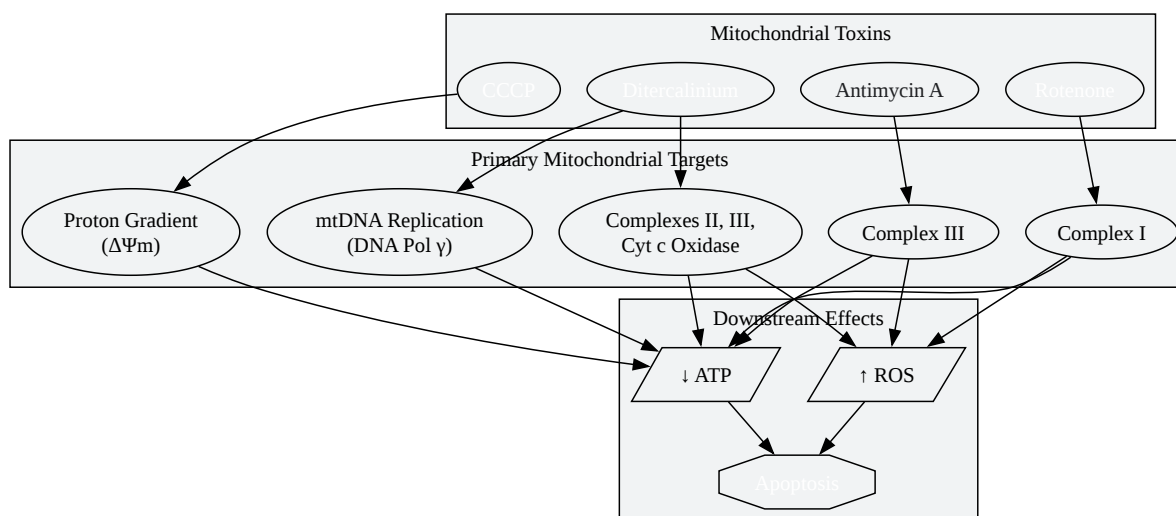 Mitochondrial Toxins
CCCP
Ditercalinium
Antimycin A
Rotenone
Primary Mitochondrial Targets
Proton Gradient
(ΔΨm)
mtDNA Replication
(DNA Pol γ)
Complexes II, III,
Cyt c Oxidase
Complex III
Complex I
Downstream Effects
↓ ATP
↑ ROS
Apoptosis